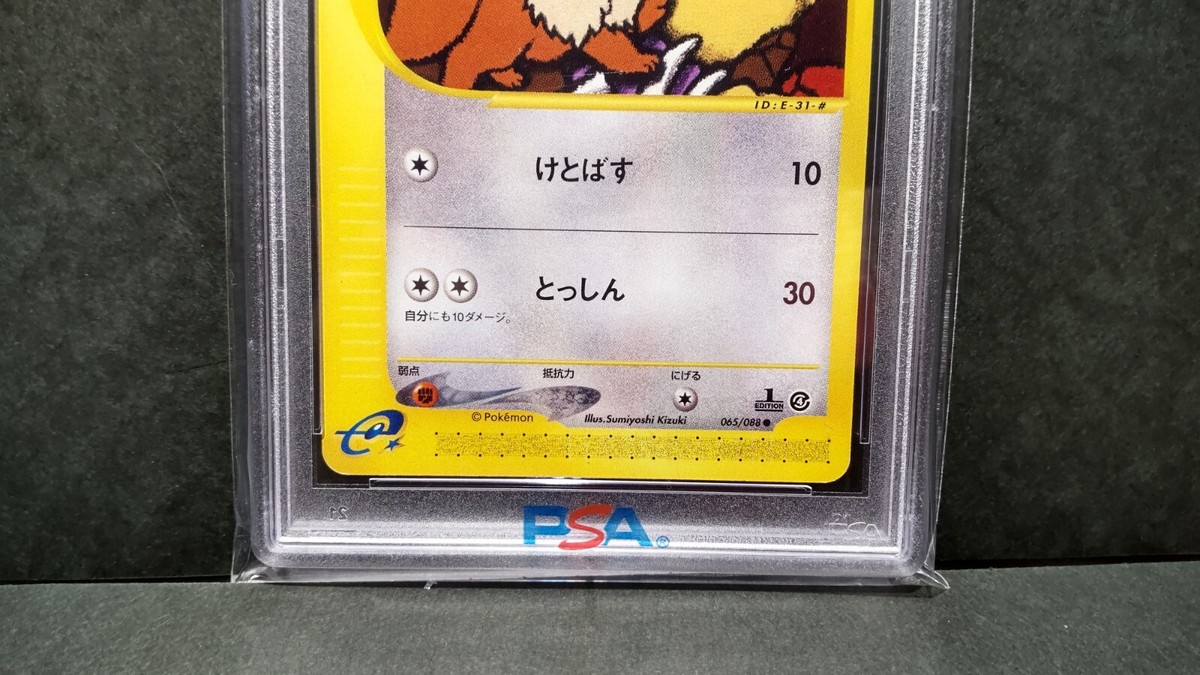 ID:E-31-#
けとばす 10
とっしん 30
自分にも10ダメージ。
弱点 抵抗力 にげる
1
EDITION
© Pokémon Illus.Sumiyoshi Kizuki 065/088 ●
e
PSA®